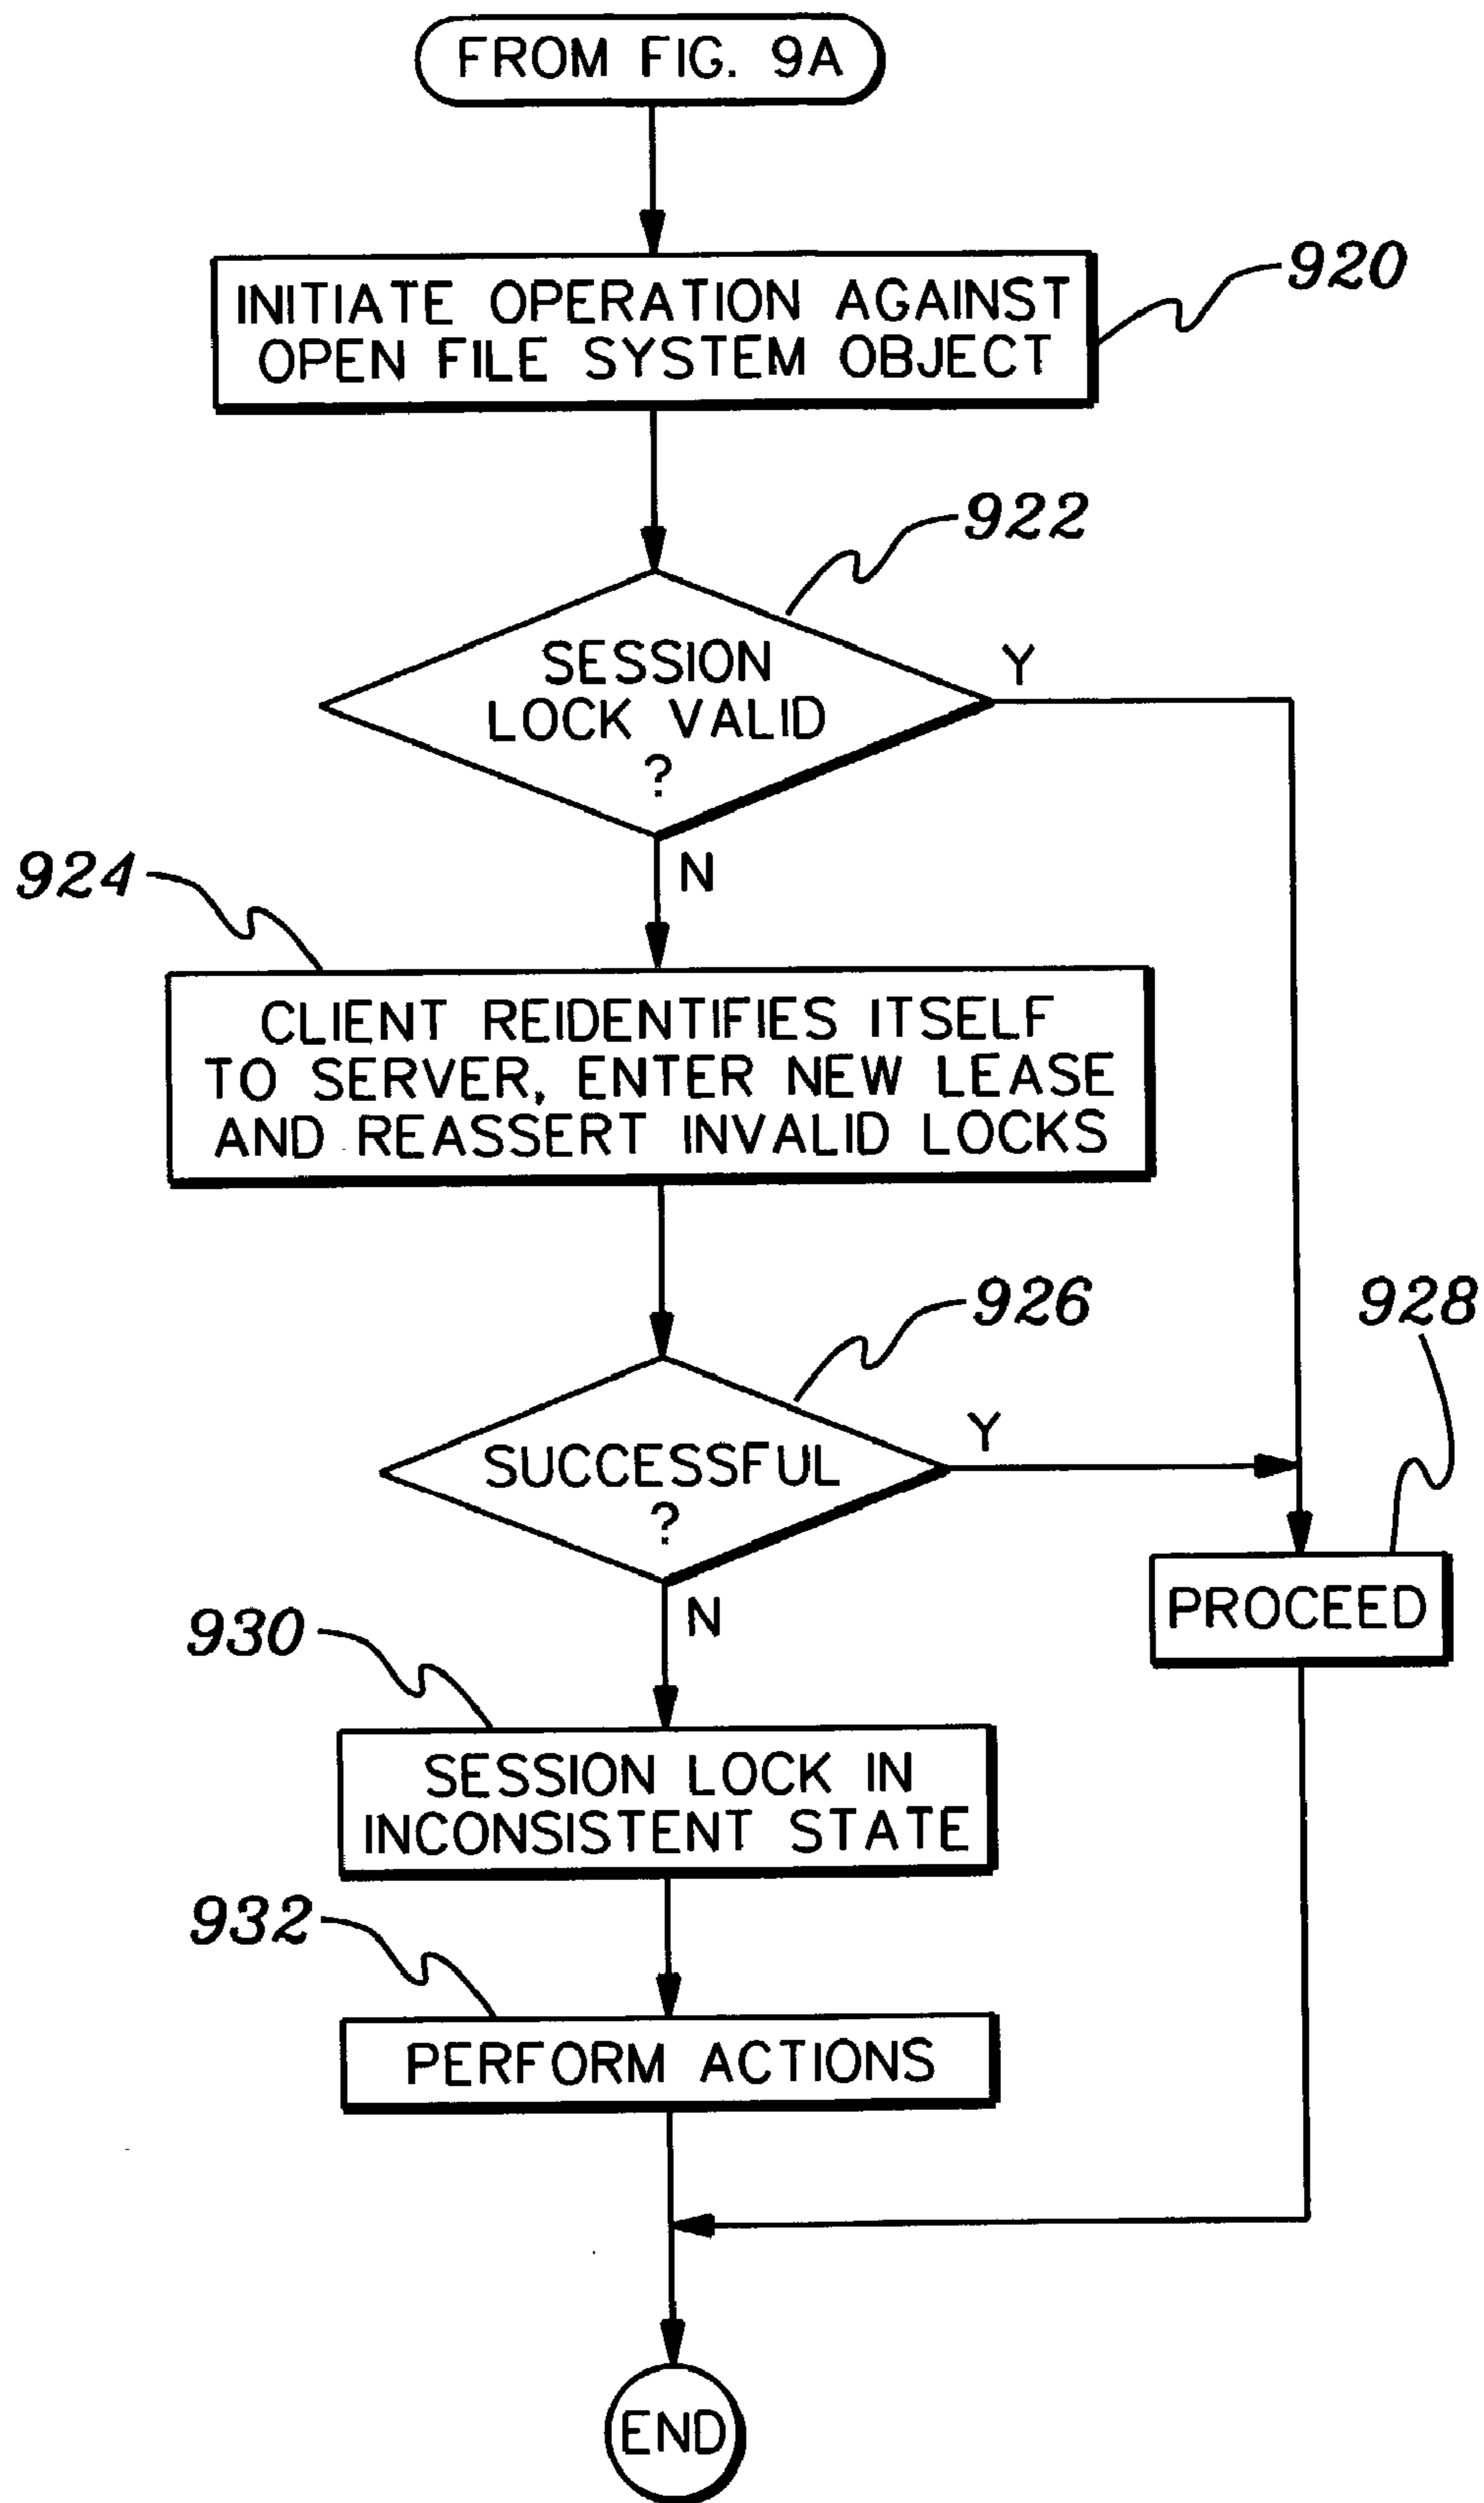 FROM FIG. 9A
INITIATE OPERATION AGAINST
OPEN FILE SYSTEM OBJECT
920
922
SESSION
LOCK VALID
?
Y
N
924
CLIENT REIDENTIFIES ITSELF
TO SERVER, ENTER NEW LEASE
AND REASSERT INVALID LOCKS
926
928
SUCCESSFUL
?
Y
N
PROCEED
930
SESSION LOCK IN
INCONSISTENT STATE
932
PERFORM ACTIONS
END